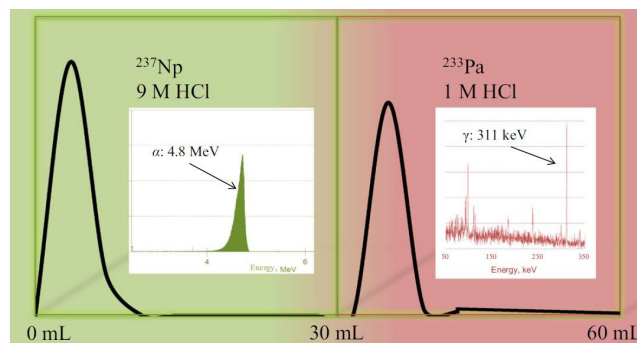 ²³⁷Np
9 M HCl
α: 4.8 MeV
4
6
Energy, MeV
²³³Pa
1 M HCl
γ: 311 keV
50
150
250
350
Energy, keV
0 mL
30 mL
60 mL